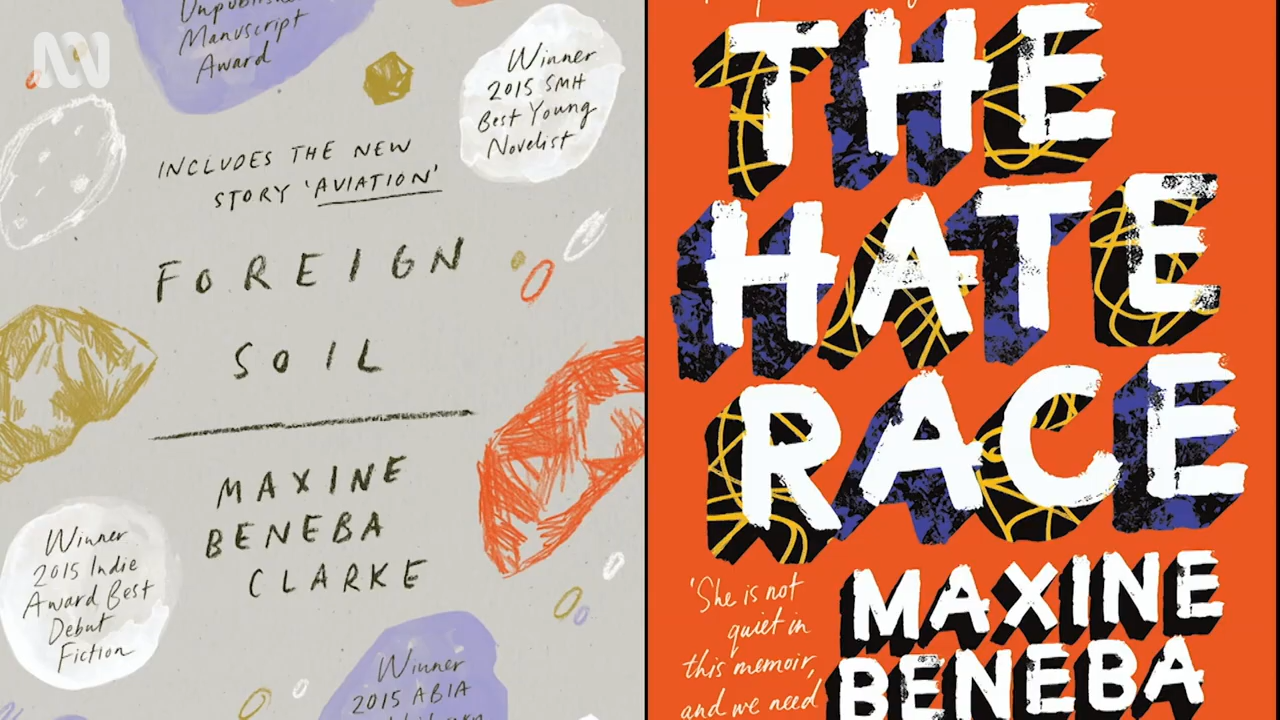 Unpublished
Manuscript
Award
Winner
2015 SMH
Best Young
Novelist
INCLUDES THE NEW
STORY 'AVIATION'
FOREIGN
SOIL
MAXINE
BENEBA
CLARKE
Winner
2015 Indie
Award Best
Debut
Fiction
Winner
2015 ABIA
THE
HATE
RACE
'She is not
quiet in
this memoir,
and we need
MAXINE
BENEBA